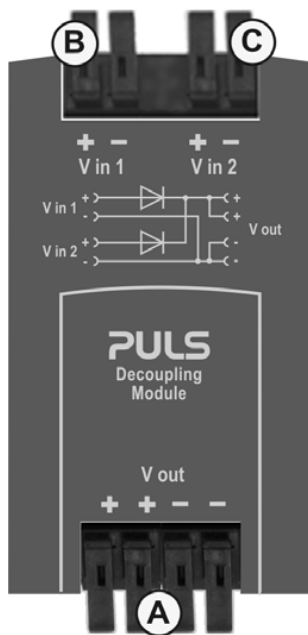 B C
+ - + -
V in 1 V in 2
V in 1 + +
- + V out
V in 2 + -
- -
PULS
Decoupling
Module
V out
+ + - -
A